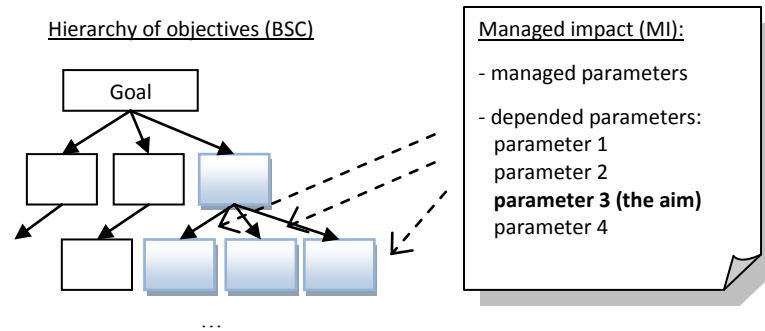 Hierarchy of objectives (BSC)
Goal
...
Managed impact (MI):
- managed parameters
- depended parameters:
parameter 1
parameter 2
parameter 3 (the aim)
parameter 4